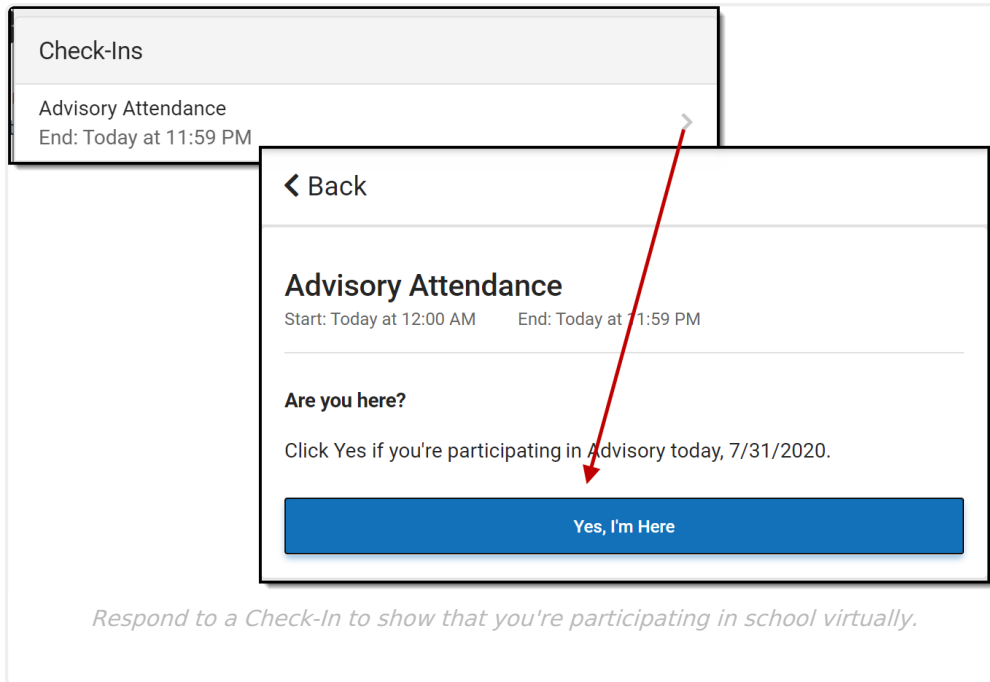 Check-Ins
Advisory Attendance
End: Today at 11:59 PM
Back
Advisory Attendance
Start: Today at 12:00 AM End: Today at 11:59 PM
Are you here?
Click Yes if you're participating in Advisory today, 7/31/2020.
Yes, I'm Here
Respond to a Check-In to show that you're participating in school virtually.